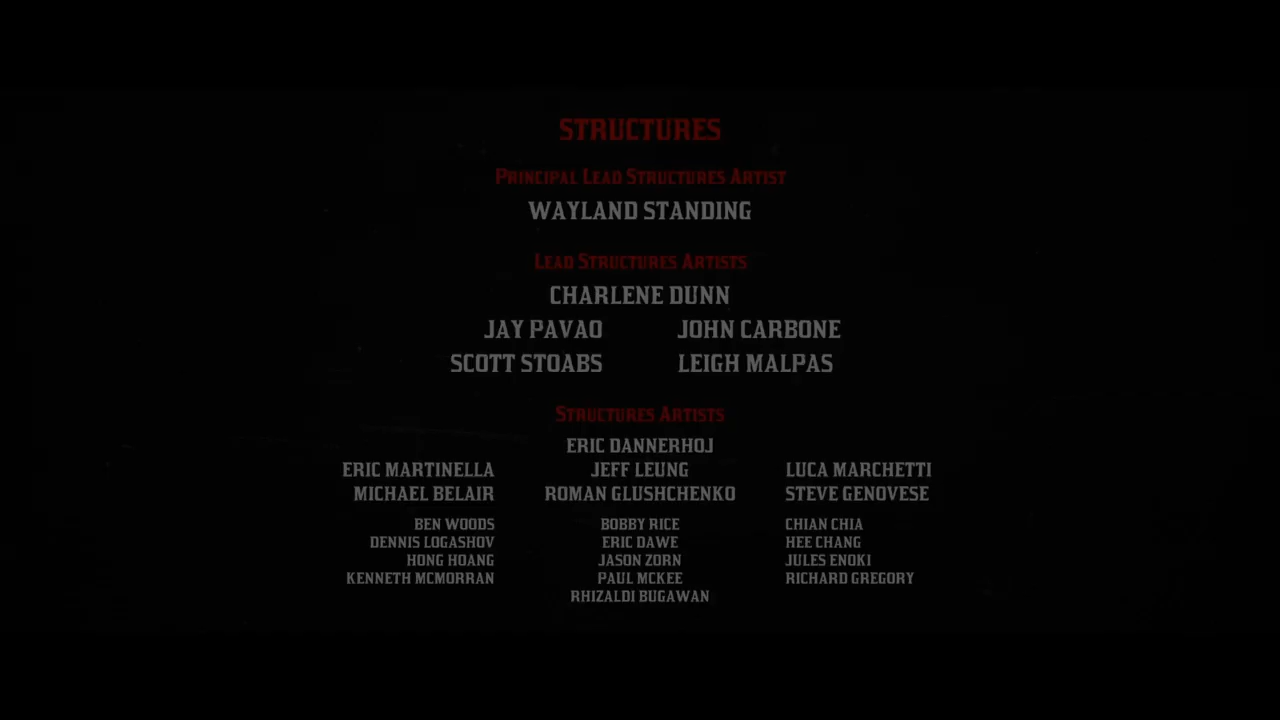 STRUCTURES
PRINCIPAL LEAD STRUCTURES ARTIST
WAYLAND STANDING
LEAD STRUCTURES ARTISTS
CHARLENE DUNN
JAY PAVAO JOHN CARBONE
SCOTT STOABS LEIGH MALPAS
STRUCTURES ARTISTS
ERIC DANNERHOJ
ERIC MARTINELLA JEFF LEUNG LUCA MARCHETTI
MICHAEL BELAIR ROMAN GLUSHCHENKO STEVE GENOVESE
BEN WOODS BOBBY RICE CHIAN CHIA
DENNIS LOGASHOV ERIC DAWE HEE CHANG
HONG HOANG JASON ZORN JULES ENOKI
KENNETH MCMORRAN PAUL MCKEE RICHARD GREGORY
RHIZALDI BUGAWAN